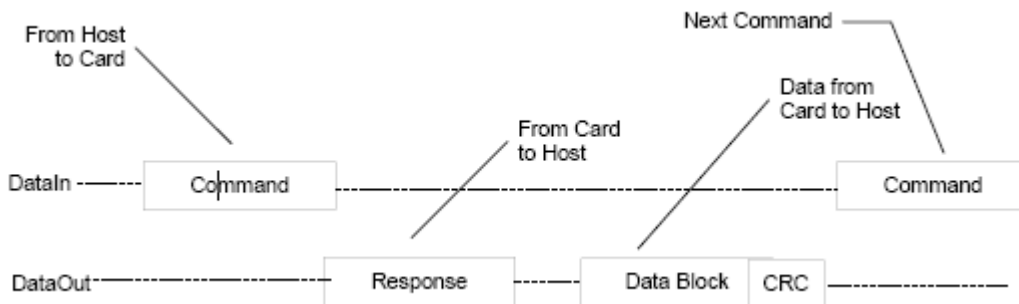 Next Command
From Host
to Card
Data from
Card to Host
From Card
to Host
DataIn
Command
Command
DataOut
Response
Data Block
CRC